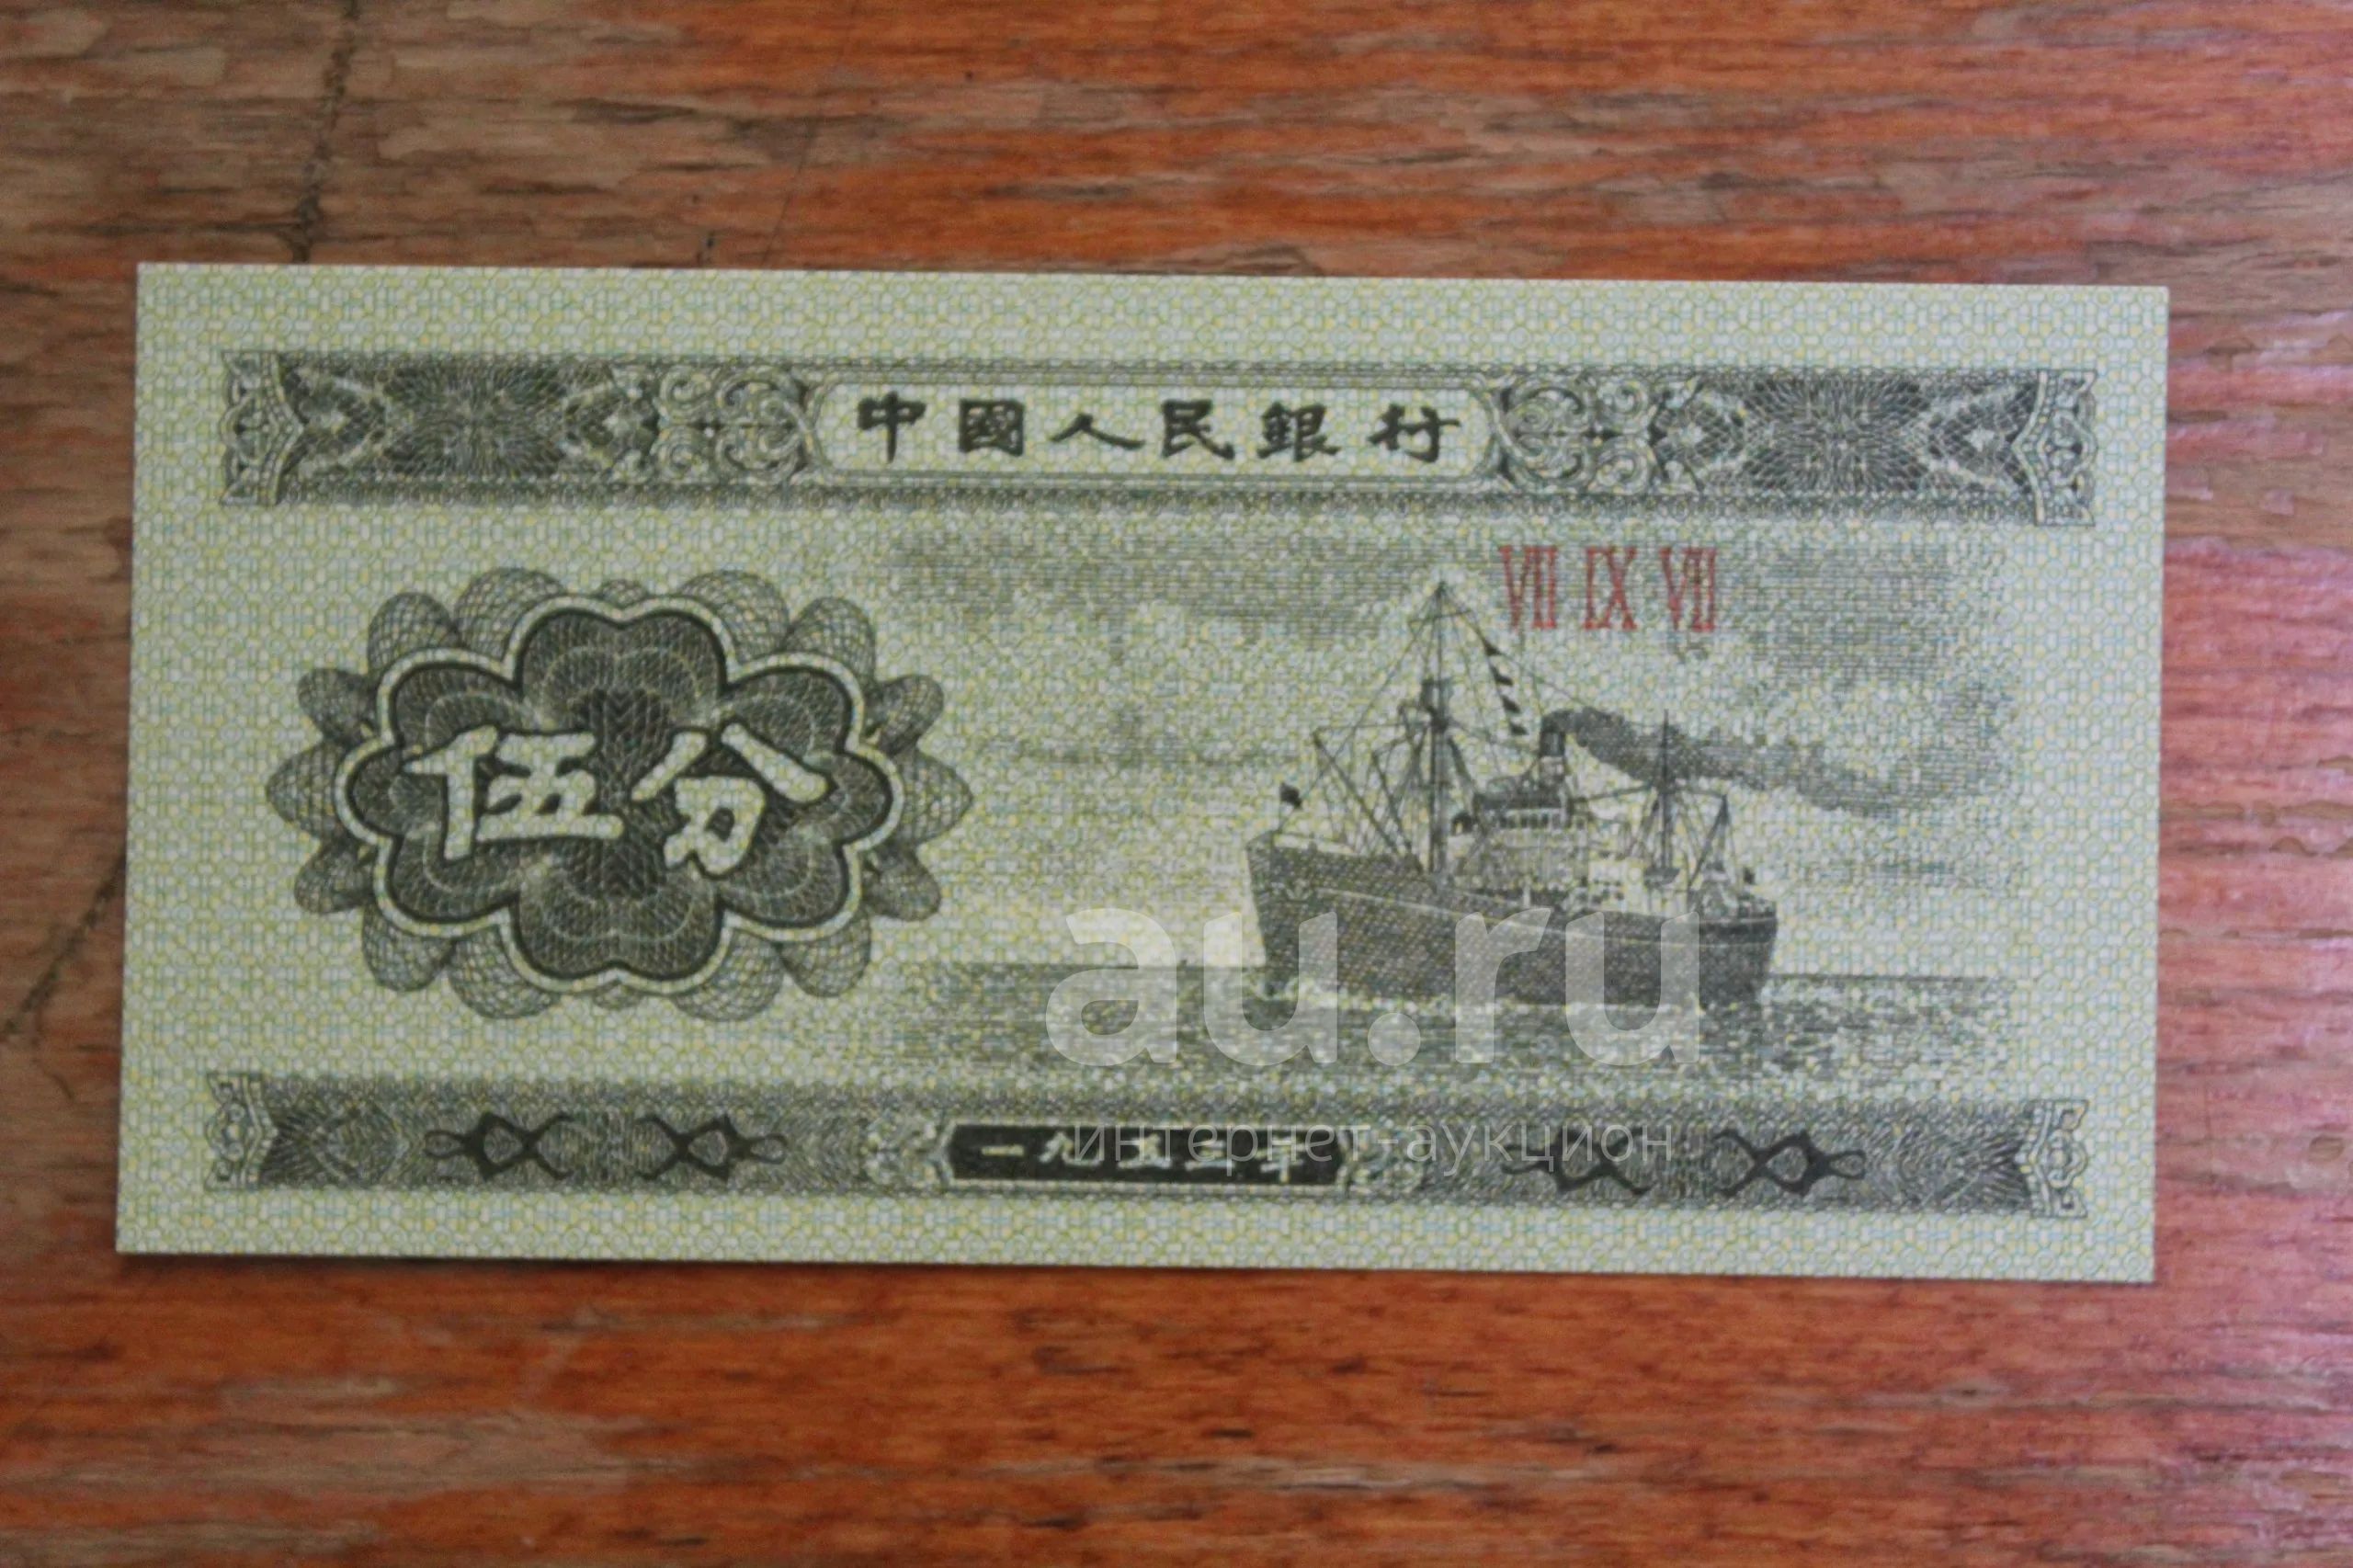 中國人民銀行
VII IX VII
伍分
au.ru
一九五三年
интернет-аукцион